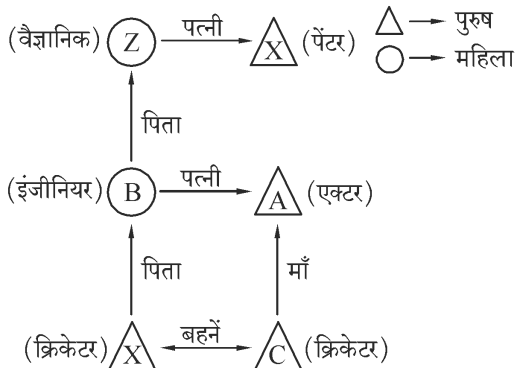 (वैज्ञानिक) Z पत्नी X (पेंटर) → पुरुष
→ महिला
पिता
(इंजीनियर) B पत्नी A (एक्टर)
पिता माँ
(क्रिकेटर) X बहनें C (क्रिकेटर)